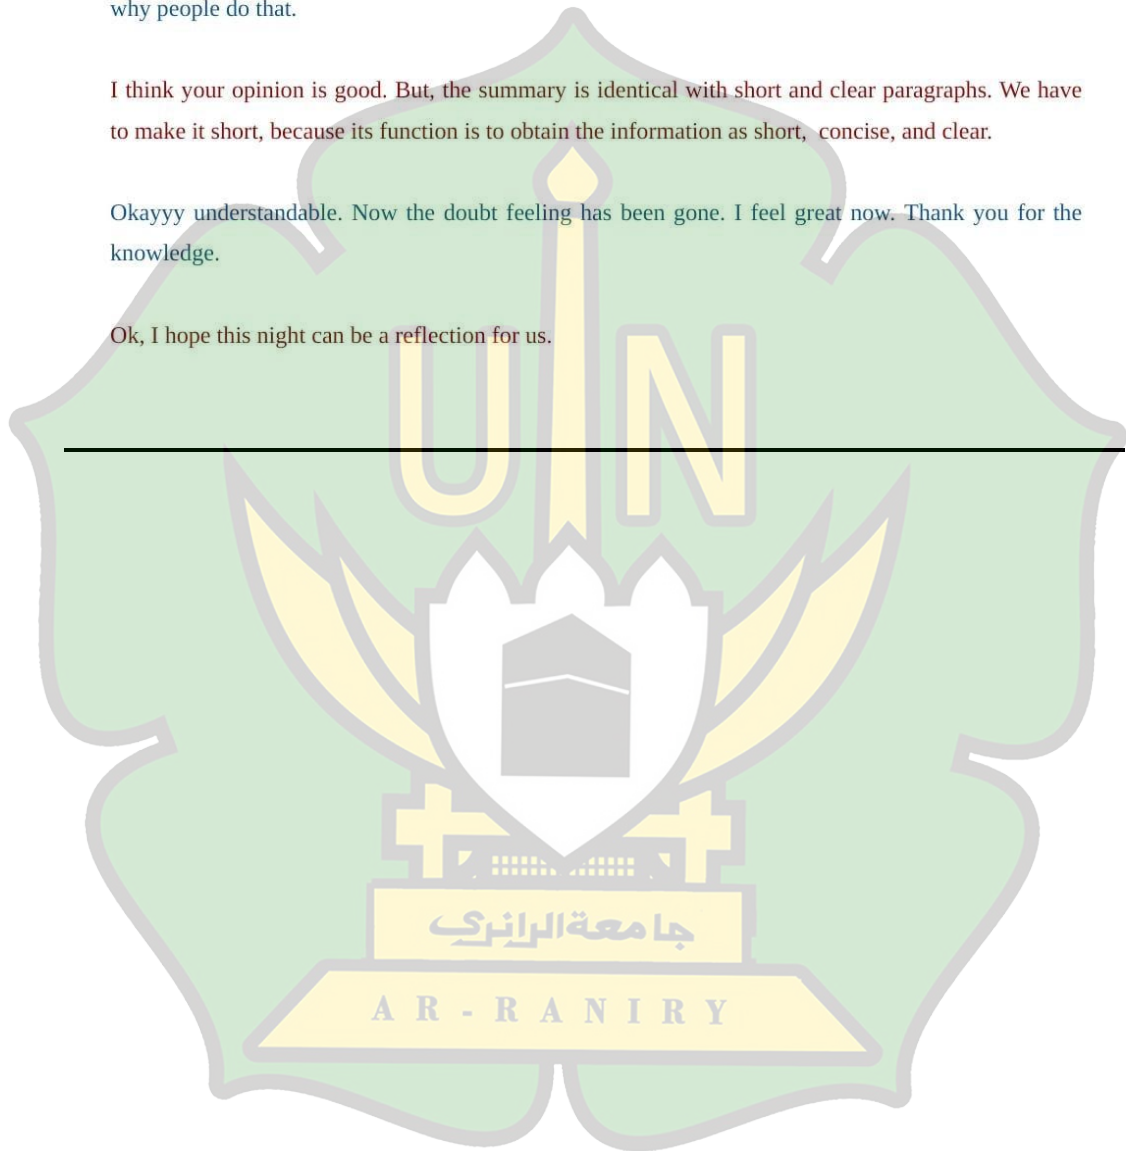 why people do that.
I think your opinion is good. But, the summary is identical with short and clear paragraphs. We have
to make it short, because its function is to obtain the information as short,  concise, and clear.
Okayyy understandable. Now the doubt feeling has been gone. I feel great now. Thank you for the
knowledge.
Ok, I hope this night can be a reflection for us.
UIN
جامعة الرانري
AR-RANIRY